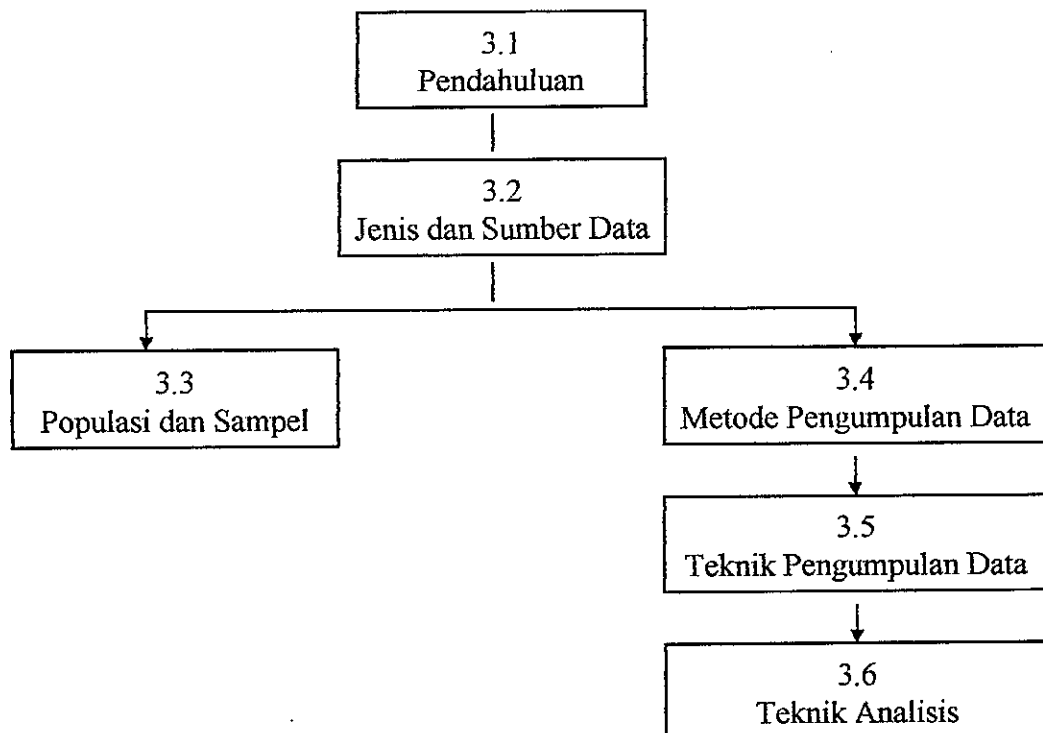 3.1
Pendahuluan
3.2
Jenis dan Sumber Data
3.3
Populasi dan Sampel
3.4
Metode Pengumpulan Data
3.5
Teknik Pengumpulan Data
3.6
Teknik Analisis